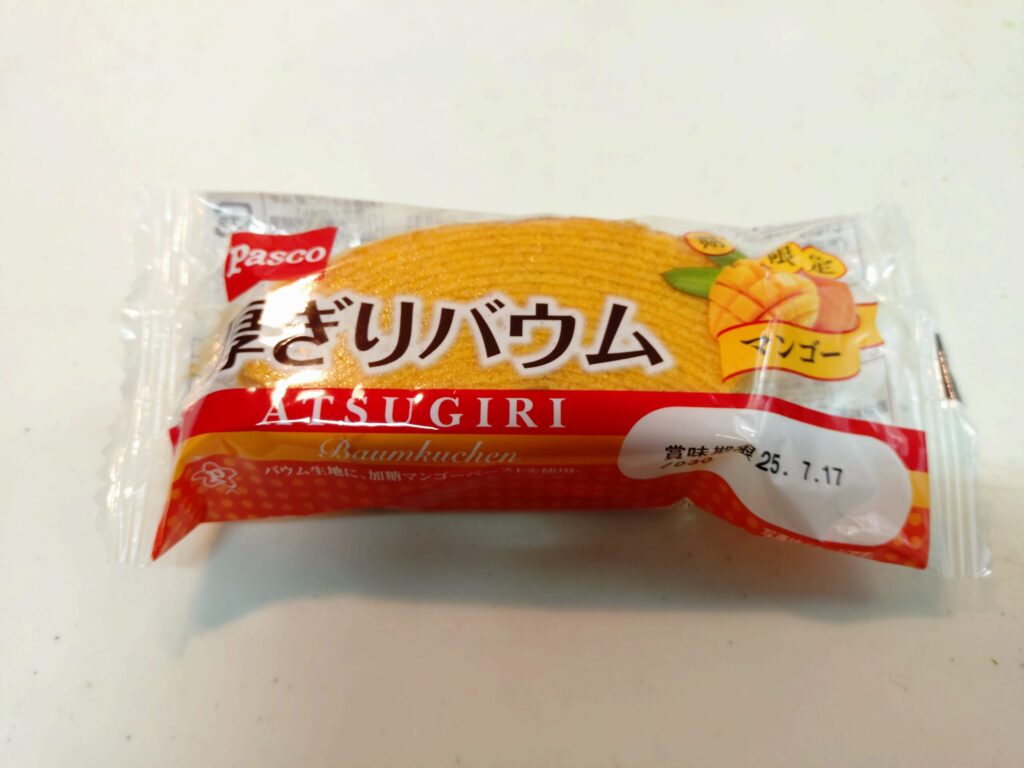 Pasco
厚ぎりバウム
限定
マンゴー
ATSUGIRI
Baumkuchen
バウム生地に、加糖マンゴーペーストを使用。
賞味期限 25. 7.17
/D30